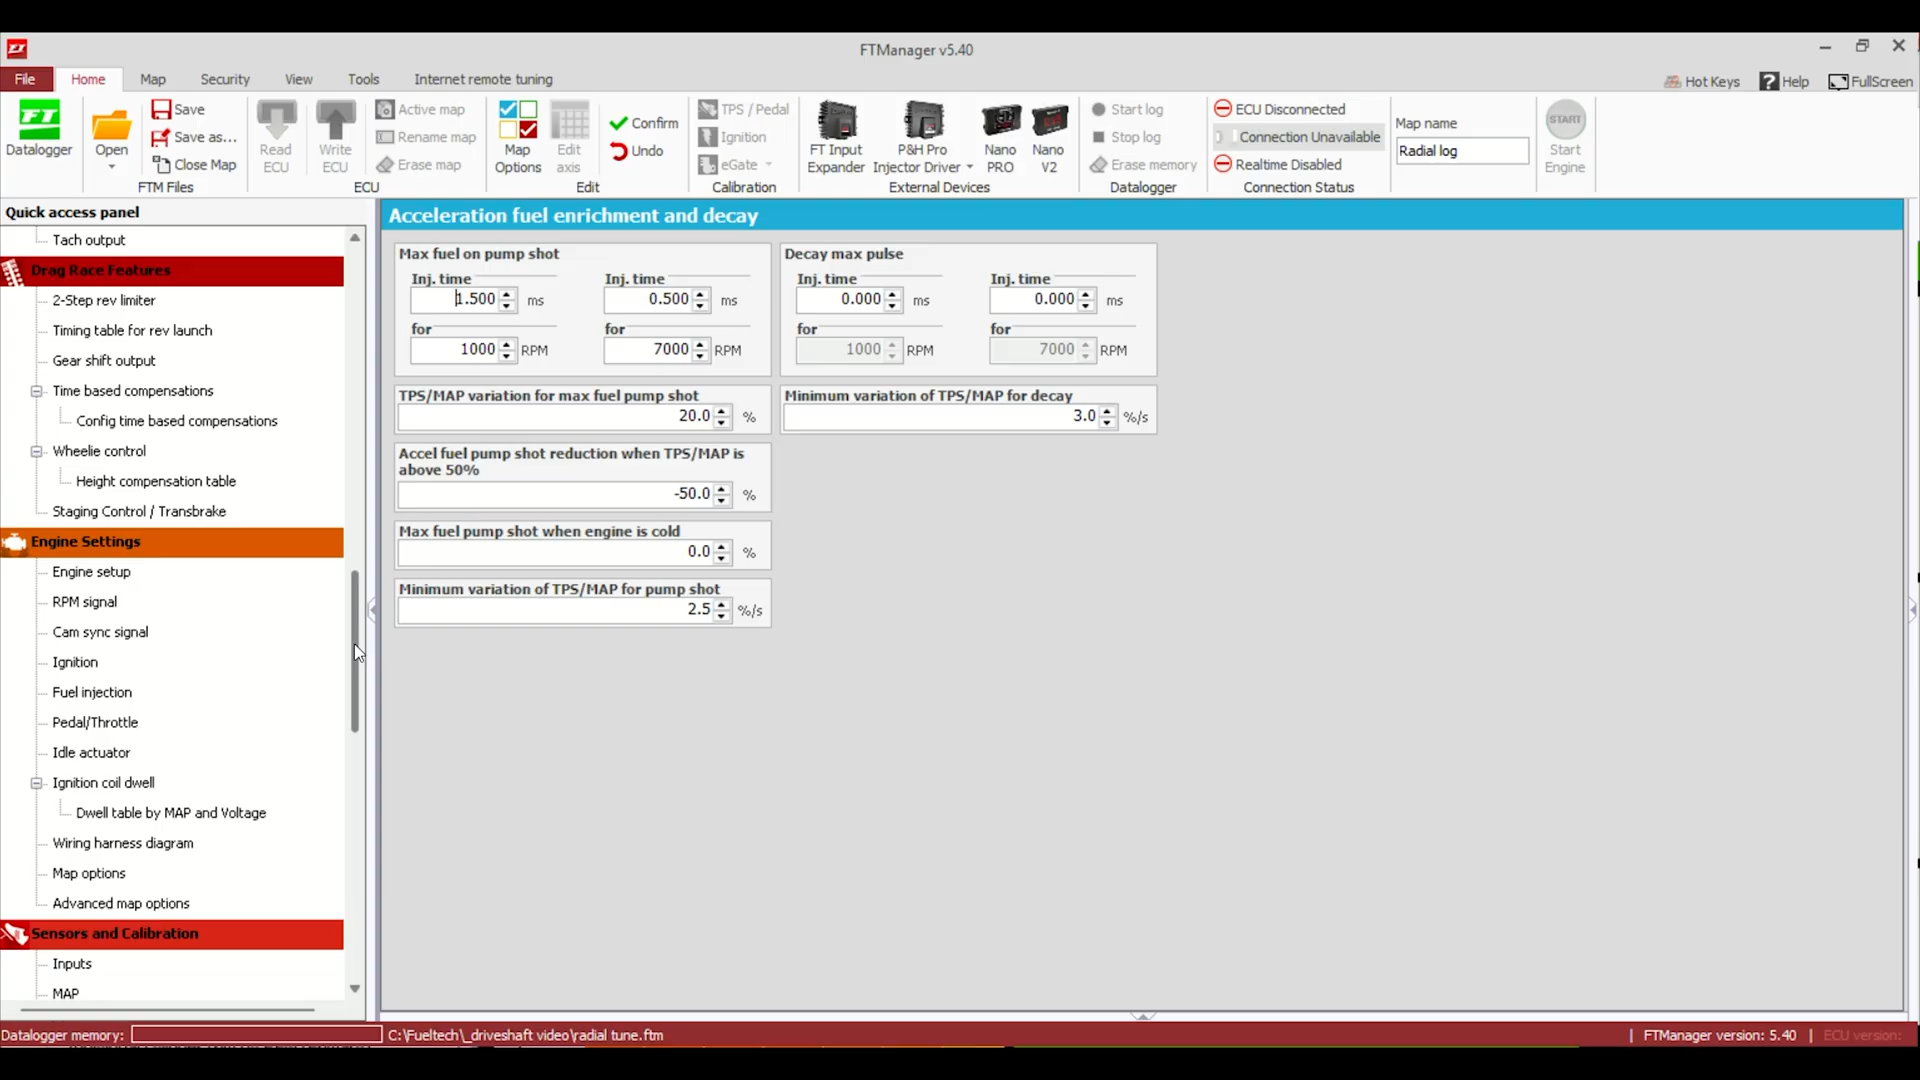 FTManager v5.40
File Home Map Security View Tools Internet remote tuning
Hot Keys ? Help FullScreen
FT
Datalogger
Open
Save
Save as...
Close Map
FTM Files
Read
ECU
Write
ECU
Active map
Rename map
Erase map
ECU
Map
Options
Edit
axis
Confirm
Undo
Edit
TPS / Pedal
Ignition
eGate
Calibration
FT Input
Expander
P&H Pro
Injector Driver
Nano
PRO
Nano
V2
External Devices
Start log
Stop log
Erase memory
Datalogger
ECU Disconnected
Connection Unavailable
Realtime Disabled
Connection Status
Map name
Radial log
START
Start
Engine
Quick access panel
Tach output
Drag Race Features
2-Step rev limiter
Timing table for rev launch
Gear shift output
Time based compensations
Config time based compensations
Wheelie control
Height compensation table
Staging Control / Transbrake
Engine Settings
Engine setup
RPM signal
Cam sync signal
Ignition
Fuel injection
Pedal/Throttle
Idle actuator
Ignition coil dwell
Dwell table by MAP and Voltage
Wiring harness diagram
Map options
Advanced map options
Sensors and Calibration
Inputs
MAP
Acceleration fuel enrichment and decay
Max fuel on pump shot
Inj. time Inj. time
1.500 ms 0.500 ms
for for
1000 RPM 7000 RPM
Decay max pulse
Inj. time Inj. time
0.000 ms 0.000 ms
for for
1000 RPM 7000 RPM
TPS/MAP variation for max fuel pump shot
20.0 %
Minimum variation of TPS/MAP for decay
3.0 %/s
Accel fuel pump shot reduction when TPS/MAP is
above 50%
-50.0 %
Max fuel pump shot when engine is cold
0.0 %
Minimum variation of TPS/MAP for pump shot
2.5 %/s
Datalogger memory: C:\Fueltech\_driveshaft video\radial tune.ftm | FTManager version: 5.40 | ECU version: